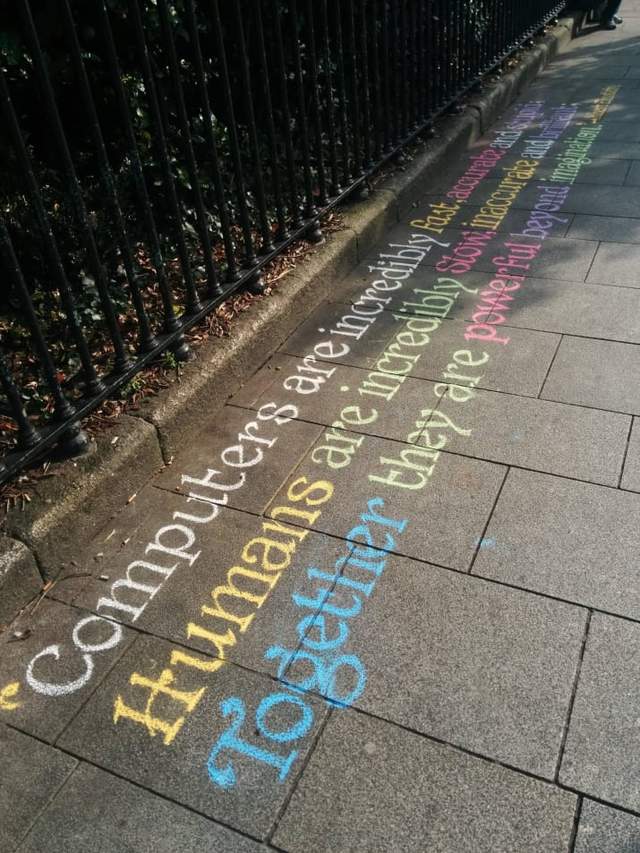 "Computers are incredibly fast, accurate and stupid;
Humans are incredibly slow, inaccurate and brilliant;
Together they are powerful beyond imagination.